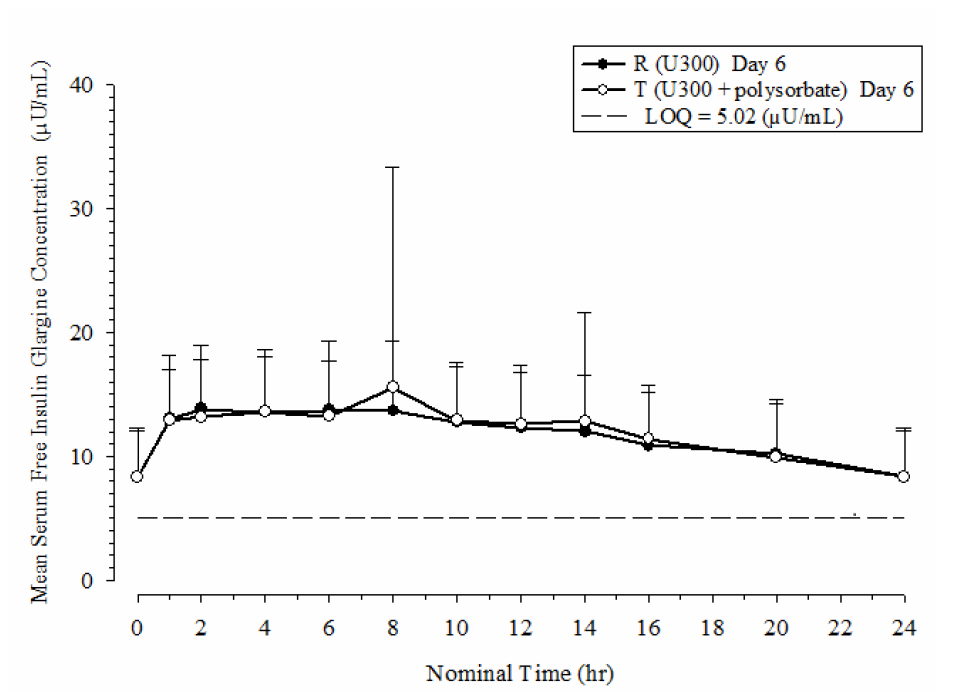 R (U300) Day 6
T (U300 + polysorbate) Day 6
LOQ = 5.02 (µU/mL)
Mean Serum Free Insulin Glargine Concentration (µU/mL)
40
30
20
10
0
0 2 4 6 8 10 12 14 16 18 20 22 24
Nominal Time (hr)